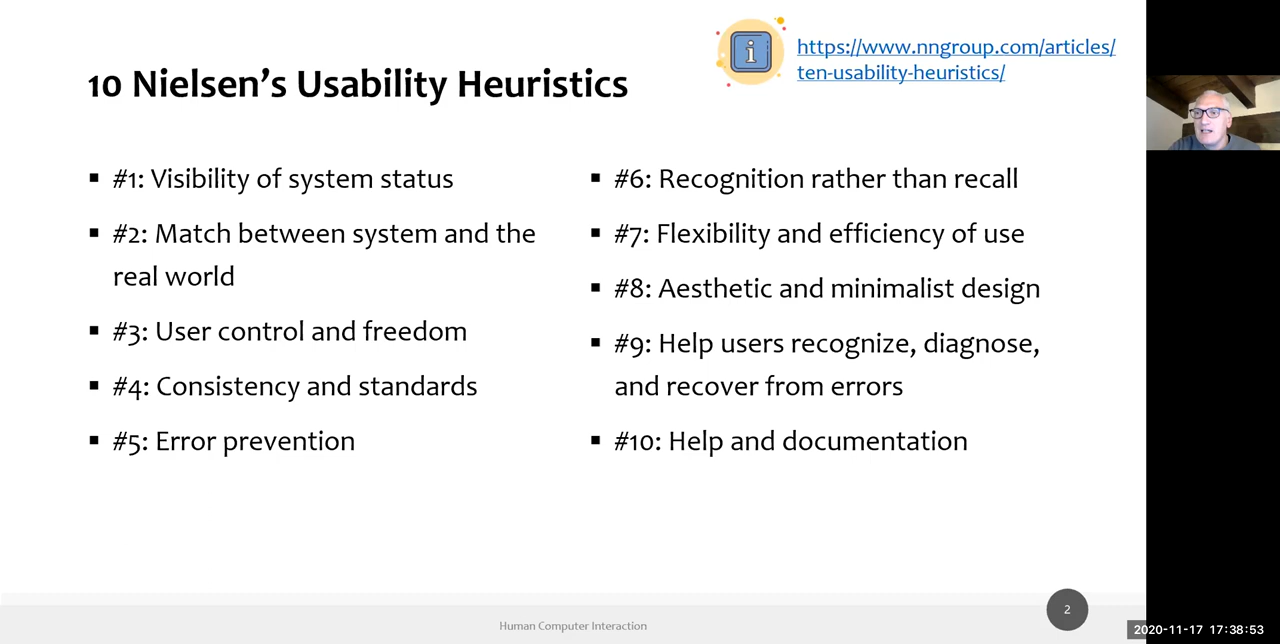 https://www.nngroup.com/articles/
ten-usability-heuristics/
10 Nielsen’s Usability Heuristics
#1: Visibility of system status
#2: Match between system and the
real world
#3: User control and freedom
#4: Consistency and standards
#5: Error prevention
#6: Recognition rather than recall
#7: Flexibility and efficiency of use
#8: Aesthetic and minimalist design
#9: Help users recognize, diagnose,
and recover from errors
#10: Help and documentation
Human Computer Interaction
2
2020-11-17 17:38:53